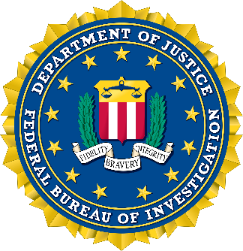 DEPARTMENT OF JUSTICE
FIDELITY
BRAVERY
INTEGRITY
FEDERAL BUREAU OF INVESTIGATION